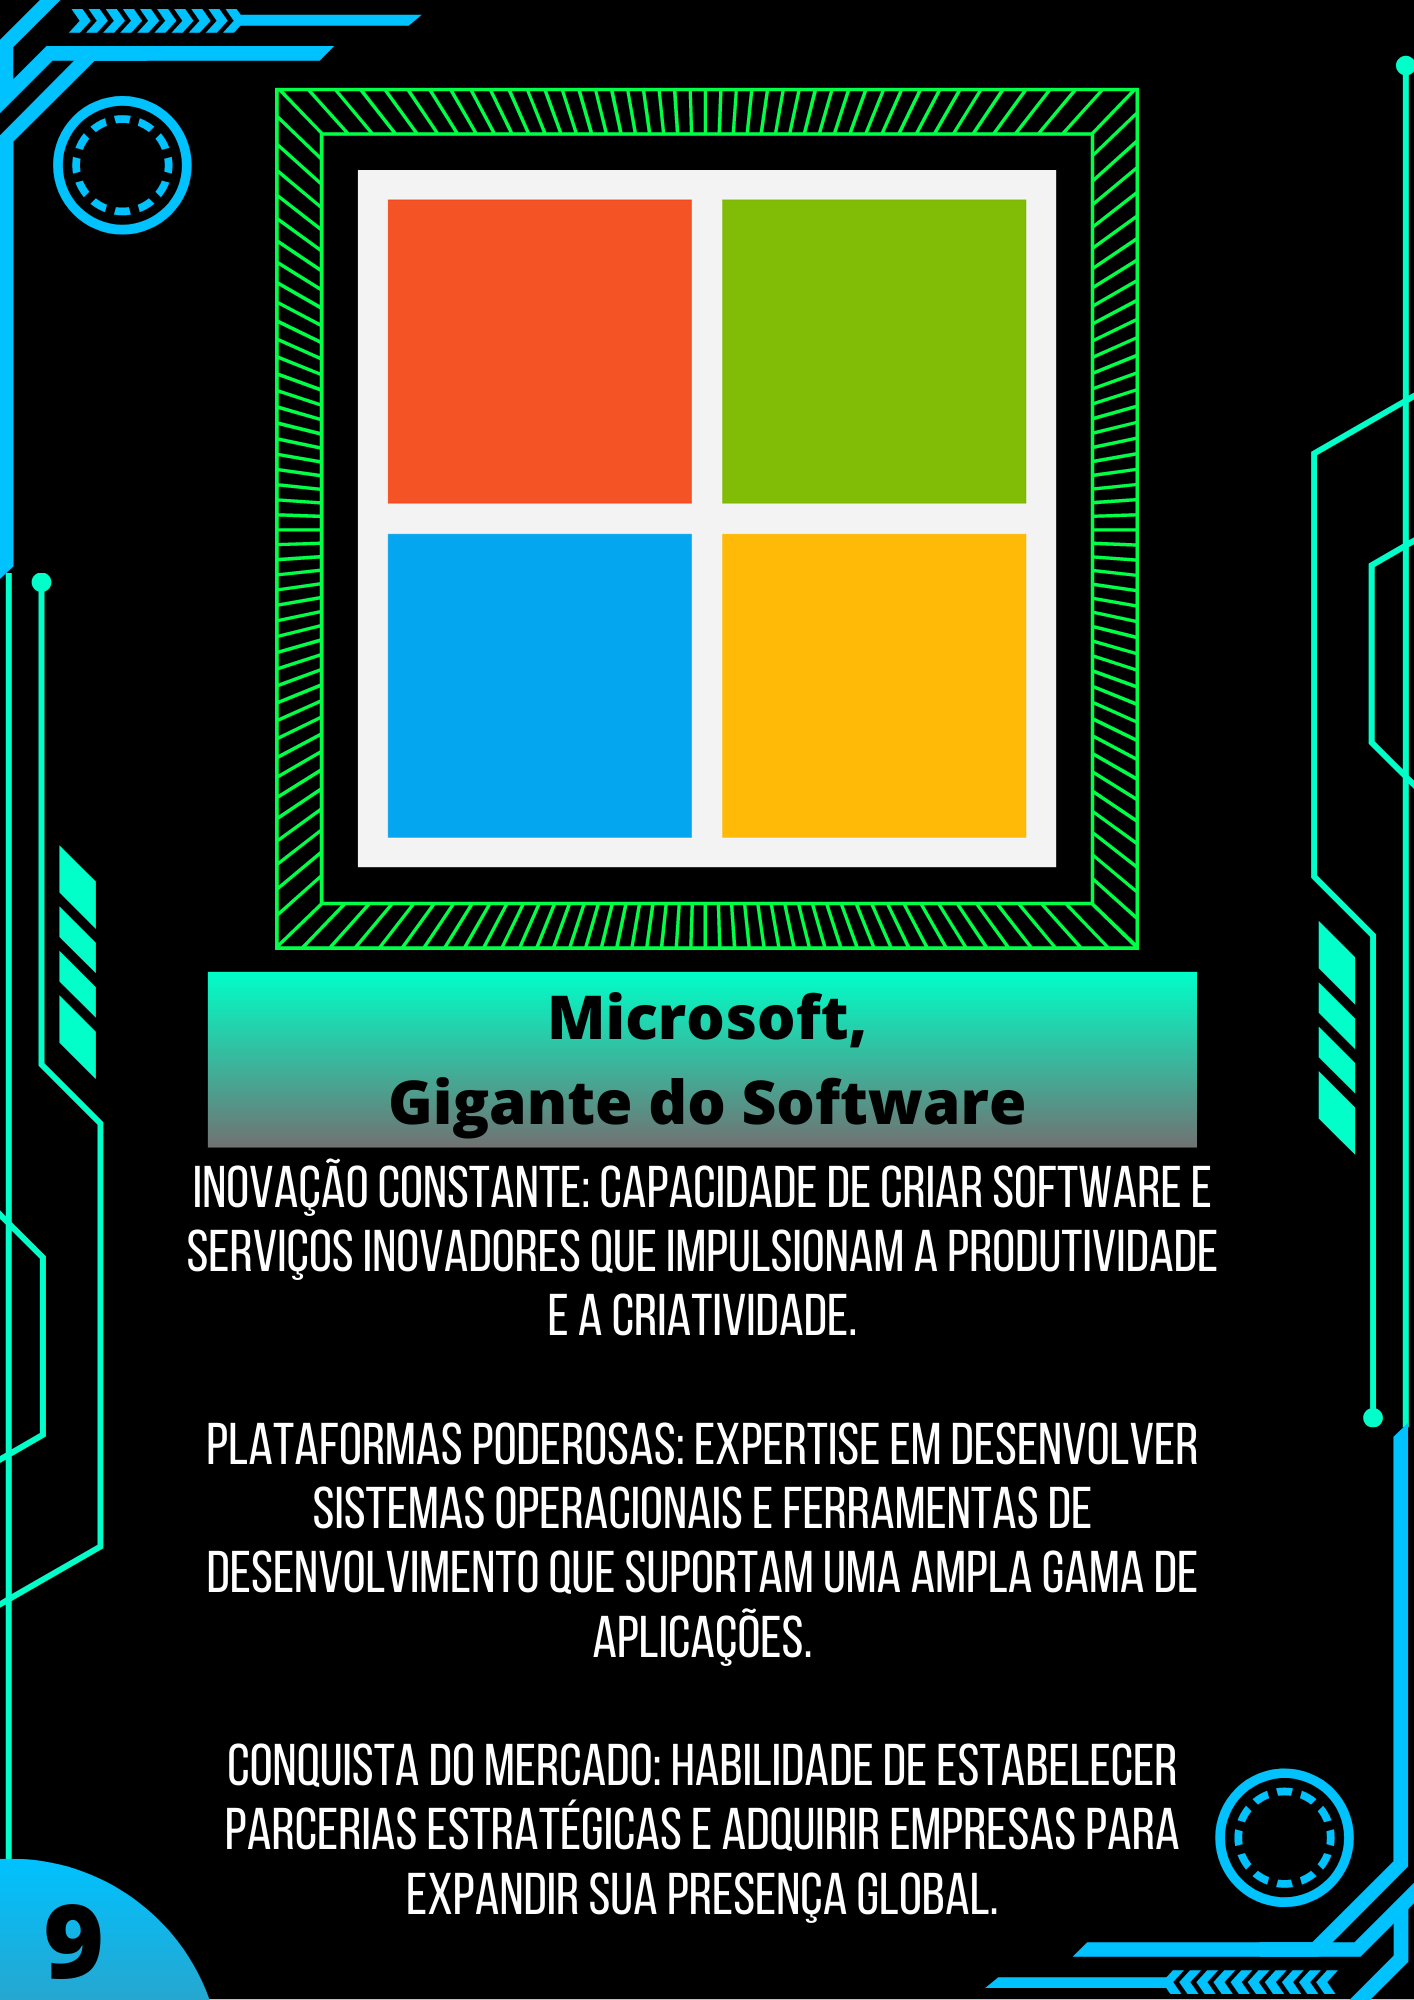 Microsoft,
Gigante do Software
INOVAÇÃO CONSTANTE: CAPACIDADE DE CRIAR SOFTWARE E
SERVIÇOS INOVADORES QUE IMPULSIONAM A PRODUTIVIDADE
E A CRIATIVIDADE.
PLATAFORMAS PODEROSAS: EXPERTISE EM DESENVOLVER
SISTEMAS OPERACIONAIS E FERRAMENTAS DE
DESENVOLVIMENTO QUE SUPORTAM UMA AMPLA GAMA DE
APLICAÇÕES.
CONQUISTA DO MERCADO: HABILIDADE DE ESTABELECER
PARCERIAS ESTRATÉGICAS E ADQUIRIR EMPRESAS PARA
EXPANDIR SUA PRESENÇA GLOBAL.
9